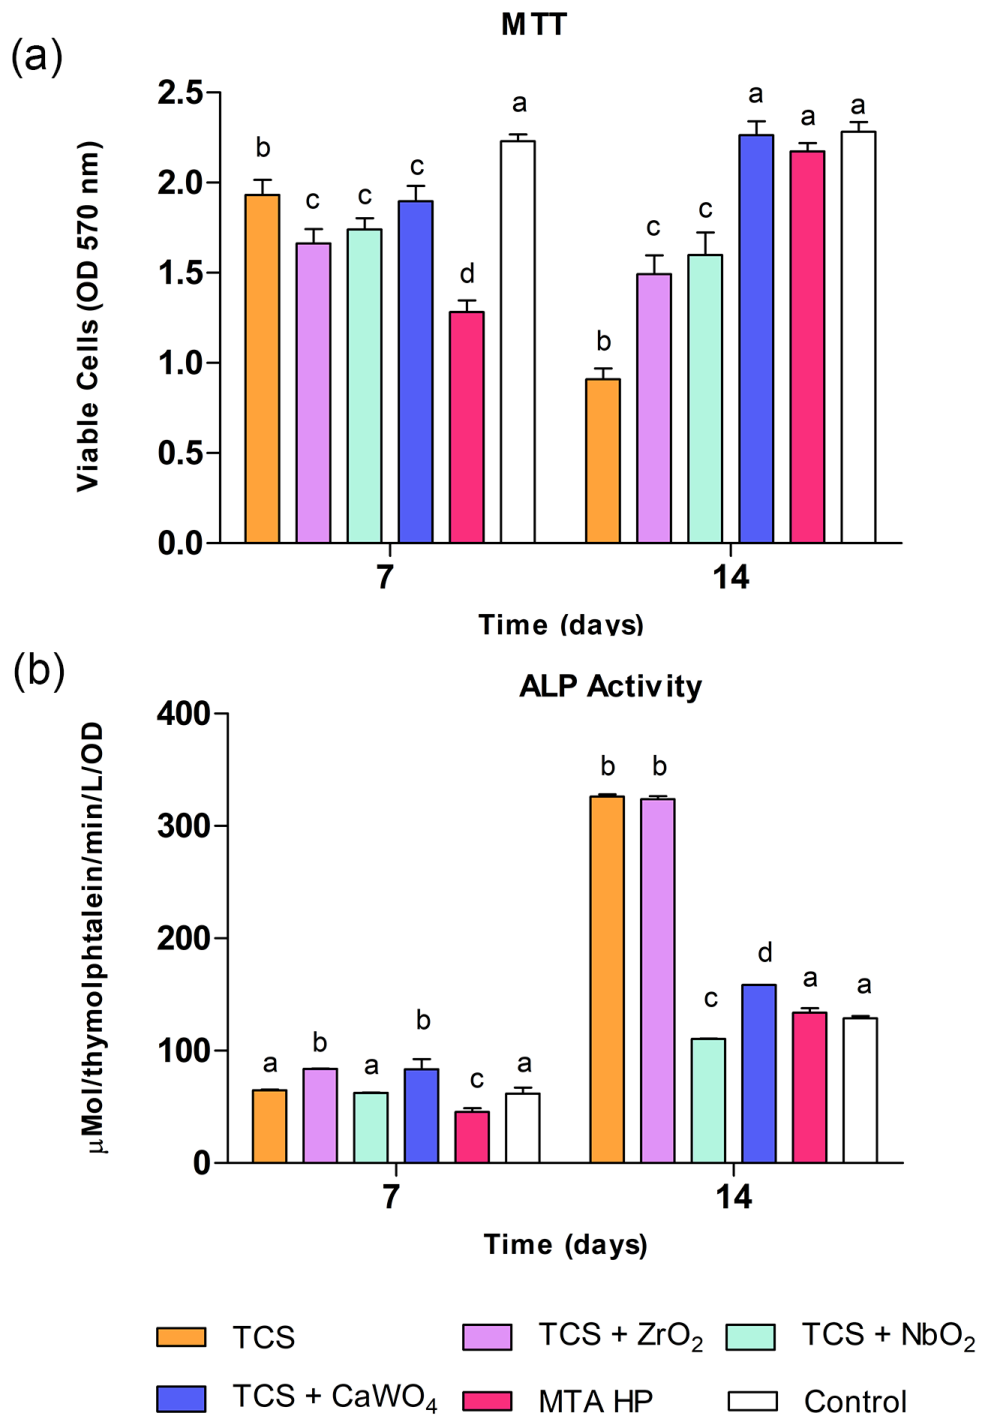 (a)
MTT
Viable Cells (OD 570 nm)
2.5
2.0
1.5
1.0
0.5
0.0
b
c
c
c
d
a
b
c
c
a
a
a
7
14
Time (days)
(b)
ALP Activity
μMol/thymolphtalein/min/L/OD
400
300
200
100
0
a
b
a
b
c
a
b
b
c
d
a
a
7
14
Time (days)
TCS
TCS + ZrO₂
TCS + NbO₂
TCS + CaWO₄
MTA HP
Control